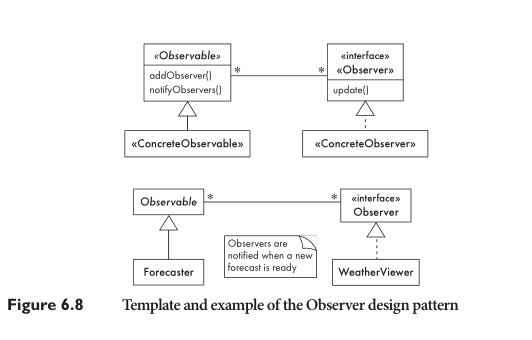 «Observable»
addObserver()
notifyObservers()
*
*
«interface»
«Observer»
update()
«ConcreteObservable»
«ConcreteObserver»
Observable
*
*
«interface»
Observer
Observers are
notified when a new
forecast is ready
Forecaster
WeatherViewer
Figure 6.8 Template and example of the Observer design pattern